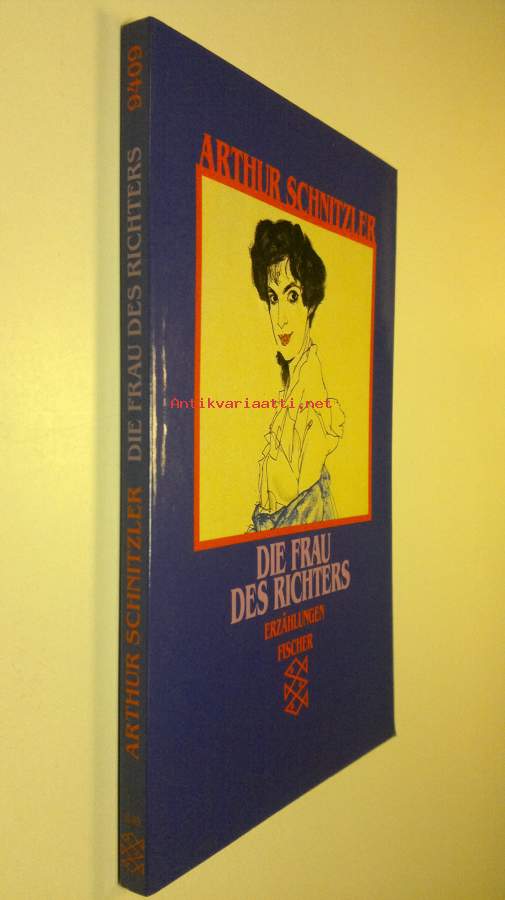 ARTHUR SCHNITZLER DIE FRAU DES RICHTERS 9409
ARTHUR SCHNITZLER
Antikvariaatti.net
DIE FRAU
DES RICHTERS
ERZÄHLUNGEN
FISCHER